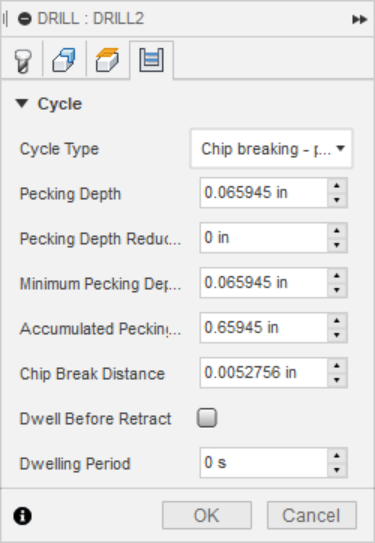 DRILL : DRILL2
Cycle
Cycle Type Chip breaking - p...
Pecking Depth 0.065945 in
Pecking Depth Reduc... 0 in
Minimum Pecking Dep... 0.065945 in
Accumulated Pecking... 0.65945 in
Chip Break Distance 0.0052756 in
Dwell Before Retract
Dwelling Period 0 s
OK Cancel